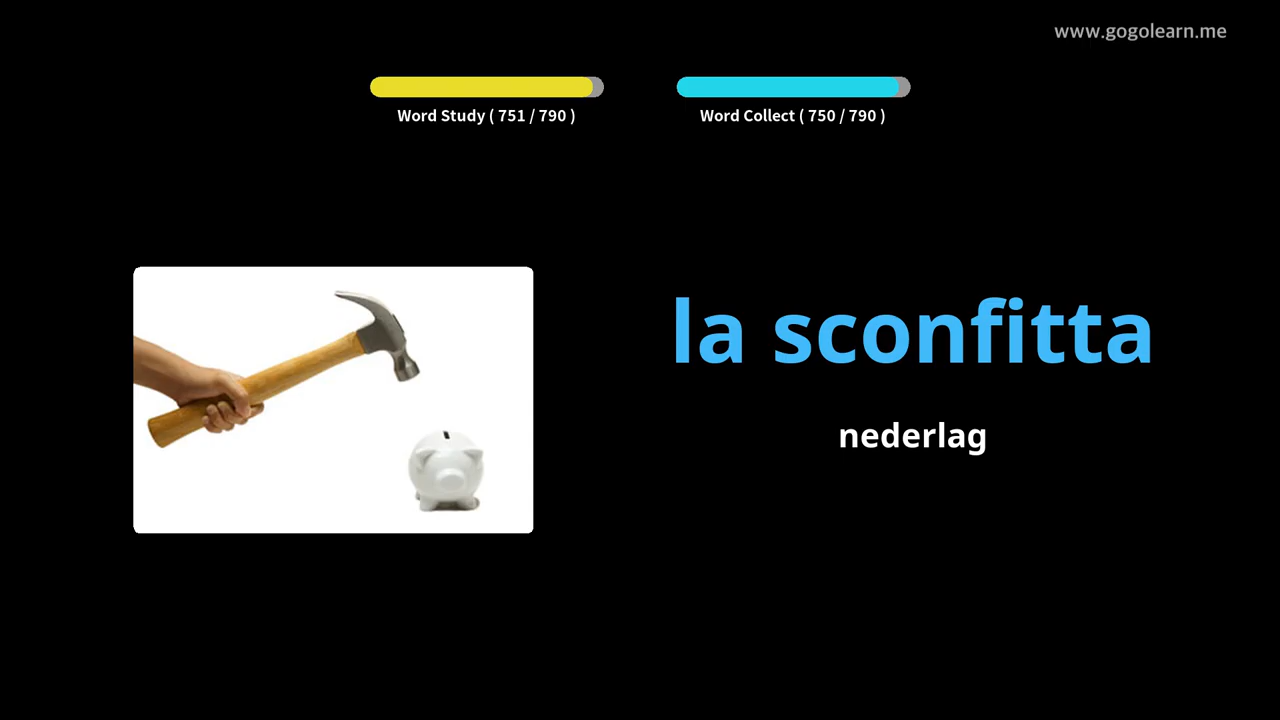 www.gogolearn.me
Word Study ( 751 / 790 )
Word Collect ( 750 / 790 )
la sconfitta
nederlag